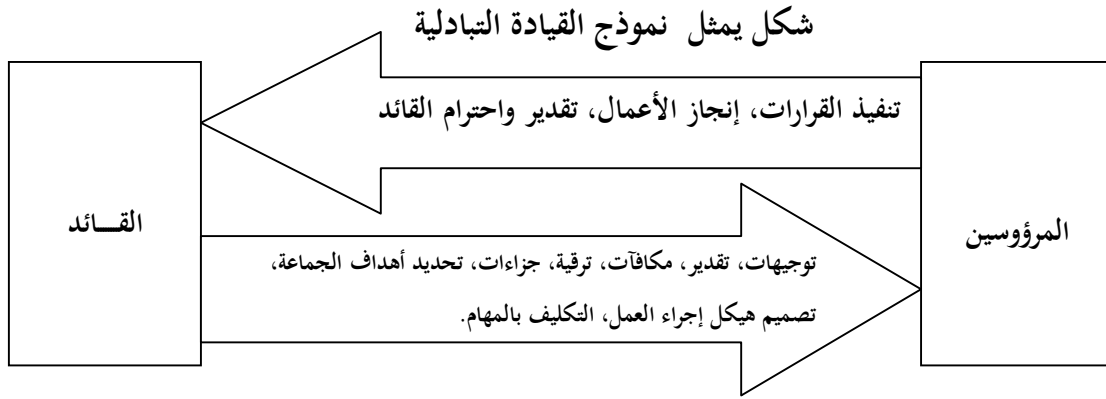 شكل يمثل نموذج القيادة التبادلية
تنفيذ القرارات، إنجاز الأعمال، تقدير واحترام القائد
المرؤوسين
القــــائد
توجيهات، تقدير، مكافآت، ترقية، جزاءات، تحديد أهداف الجماعة،
تصميم هيكل إجراء العمل، التكليف بالمهام.